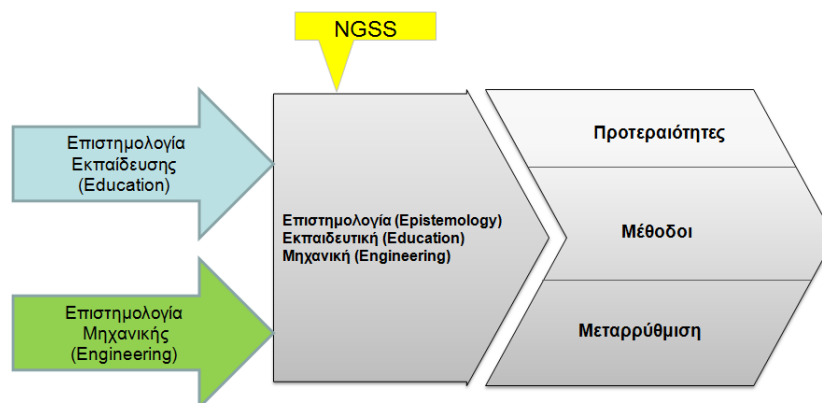 NGSS
Επιστημολογία
Εκπαίδευσης
(Education)
Επιστημολογία
Μηχανικής
(Engineering)
Επιστημολογία (Epistemology)
Εκπαιδευτική (Education)
Μηχανική (Engineering)
Προτεραιότητες
Μέθοδοι
Μεταρρύθμιση